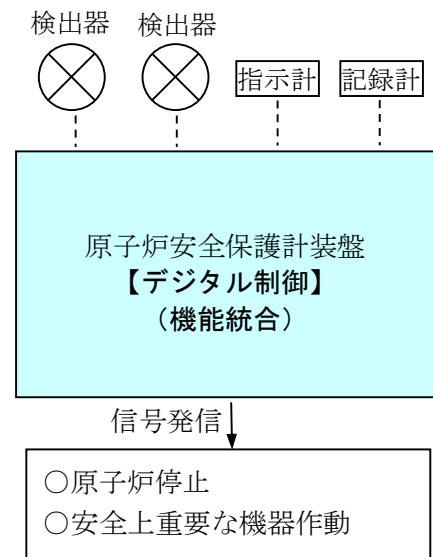 検出器 検出器
指示計 記録計
原子炉安全保護計装盤
【デジタル制御】
（機能統合）
信号発信
○原子炉停止
○安全上重要な機器作動